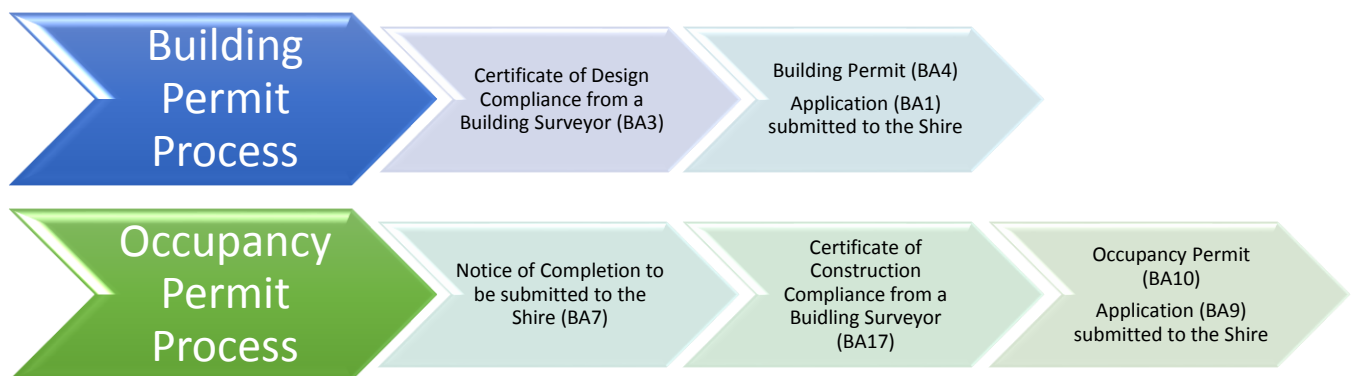 Building
Permit
Process
Certificate of Design
Compliance from a
Building Surveyor (BA3)
Building Permit (BA4)
Application (BA1)
submitted to the Shire
Occupancy
Permit
Process
Notice of Completion to
be submitted to the
Shire (BA7)
Certificate of
Construction
Compliance from a
Buidling Surveyor
(BA17)
Occupancy Permit
(BA10)
Application (BA9)
submitted to the Shire